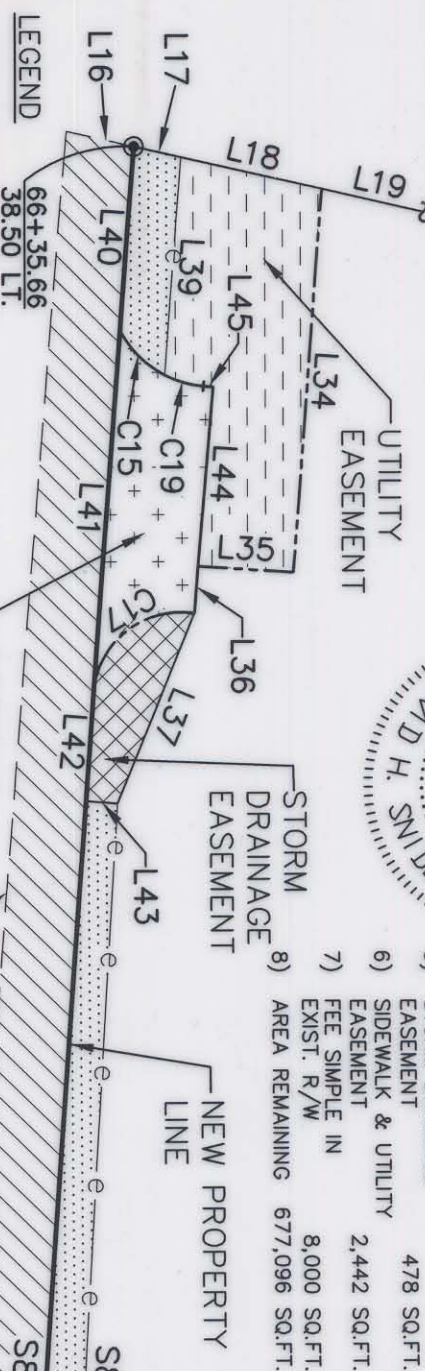 L16
L17
L18
L19
L34
L39
L45
L40
C15
C19
L44
L35
L41
C17
L36
L37
L42
L43
UTILITY
EASEMENT
STORM
DRAINAGE
EASEMENT
NEW PROPERTY
LINE
LEGEND
66+35.66
38.50 LT.
EASEMENT 478 SQ.FT.
6) SIDEWALK & UTILITY
EASEMENT 2,442 SQ.FT.
7) FEE SIMPLE IN
EXIST. R/W 8,000 SQ.FT.
8) AREA REMAINING 677,096 SQ.FT.
e
e
e
e
e